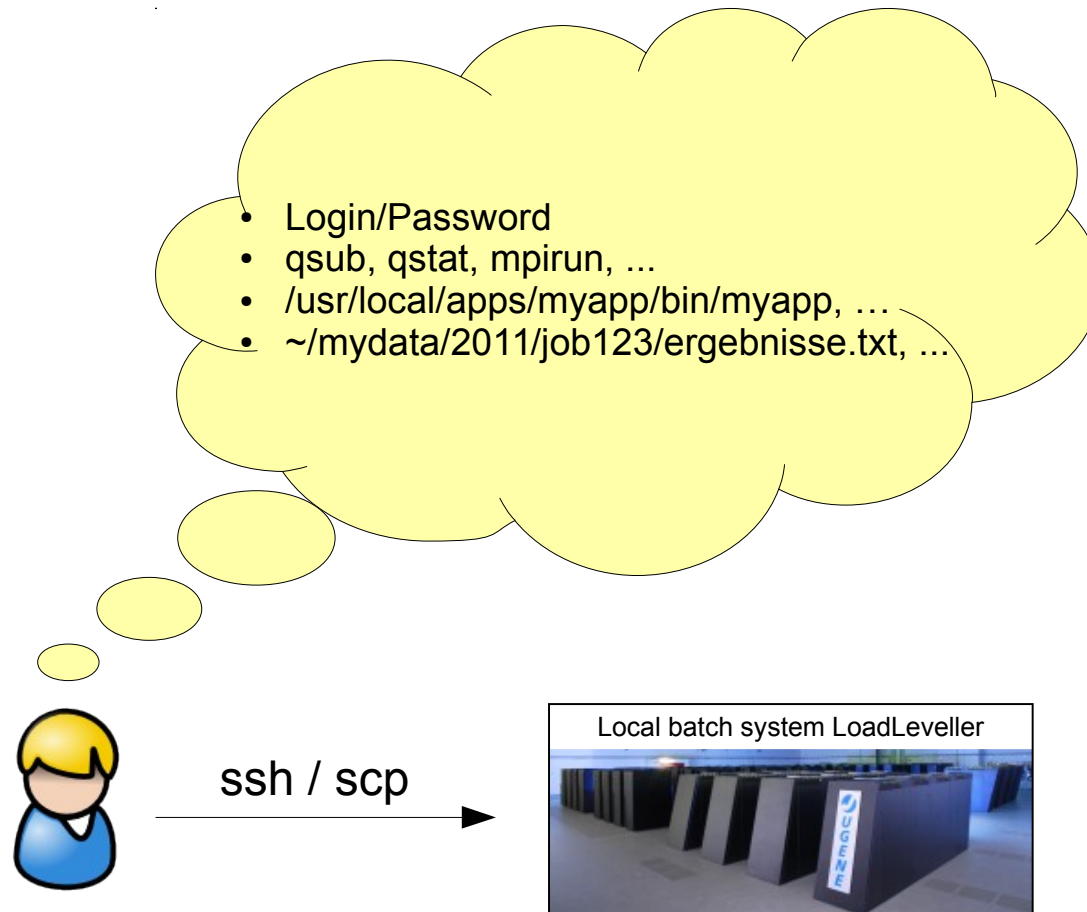 • Login/Password
• qsub, qstat, mpirun, ...
• /usr/local/apps/myapp/bin/myapp, …
• ~/mydata/2011/job123/ergebnisse.txt, ...
ssh / scp
Local batch system LoadLeveller
JUGENE